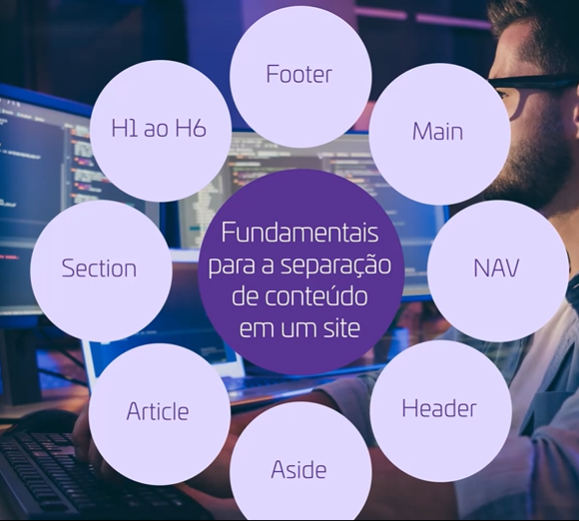 Footer
H1 ao H6
Main
Fundamentais
para a separação
de conteúdo
em um site
Section
NAV
Article
Header
Aside